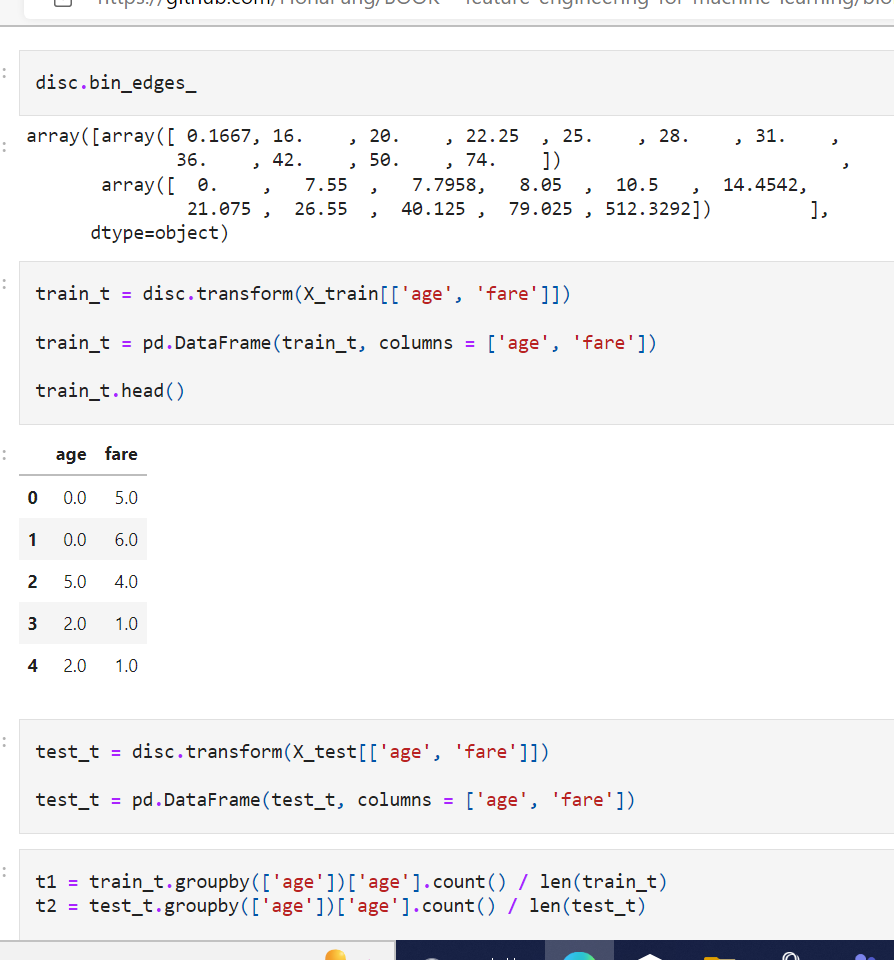 disc.bin_edges_
array([array([ 0.1667, 16.    , 20.    , 22.25  , 25.    , 28.    , 31.    ,
              36.    , 42.    , 50.    , 74.    ])                          ,
       array([  0.    ,   7.55  ,   7.7958,   8.05  ,  10.5   ,  14.4542,
               21.075 ,  26.55  ,  40.125 ,  79.025 , 512.3292])         ],
      dtype=object)
train_t = disc.transform(X_train[['age', 'fare']])
train_t = pd.DataFrame(train_t, columns = ['age', 'fare'])
train_t.head()
age fare
0 0.0 5.0
1 0.0 6.0
2 5.0 4.0
3 2.0 1.0
4 2.0 1.0
test_t = disc.transform(X_test[['age', 'fare']])
test_t = pd.DataFrame(test_t, columns = ['age', 'fare'])
t1 = train_t.groupby(['age'])['age'].count() / len(train_t)
t2 = test_t.groupby(['age'])['age'].count() / len(test_t)